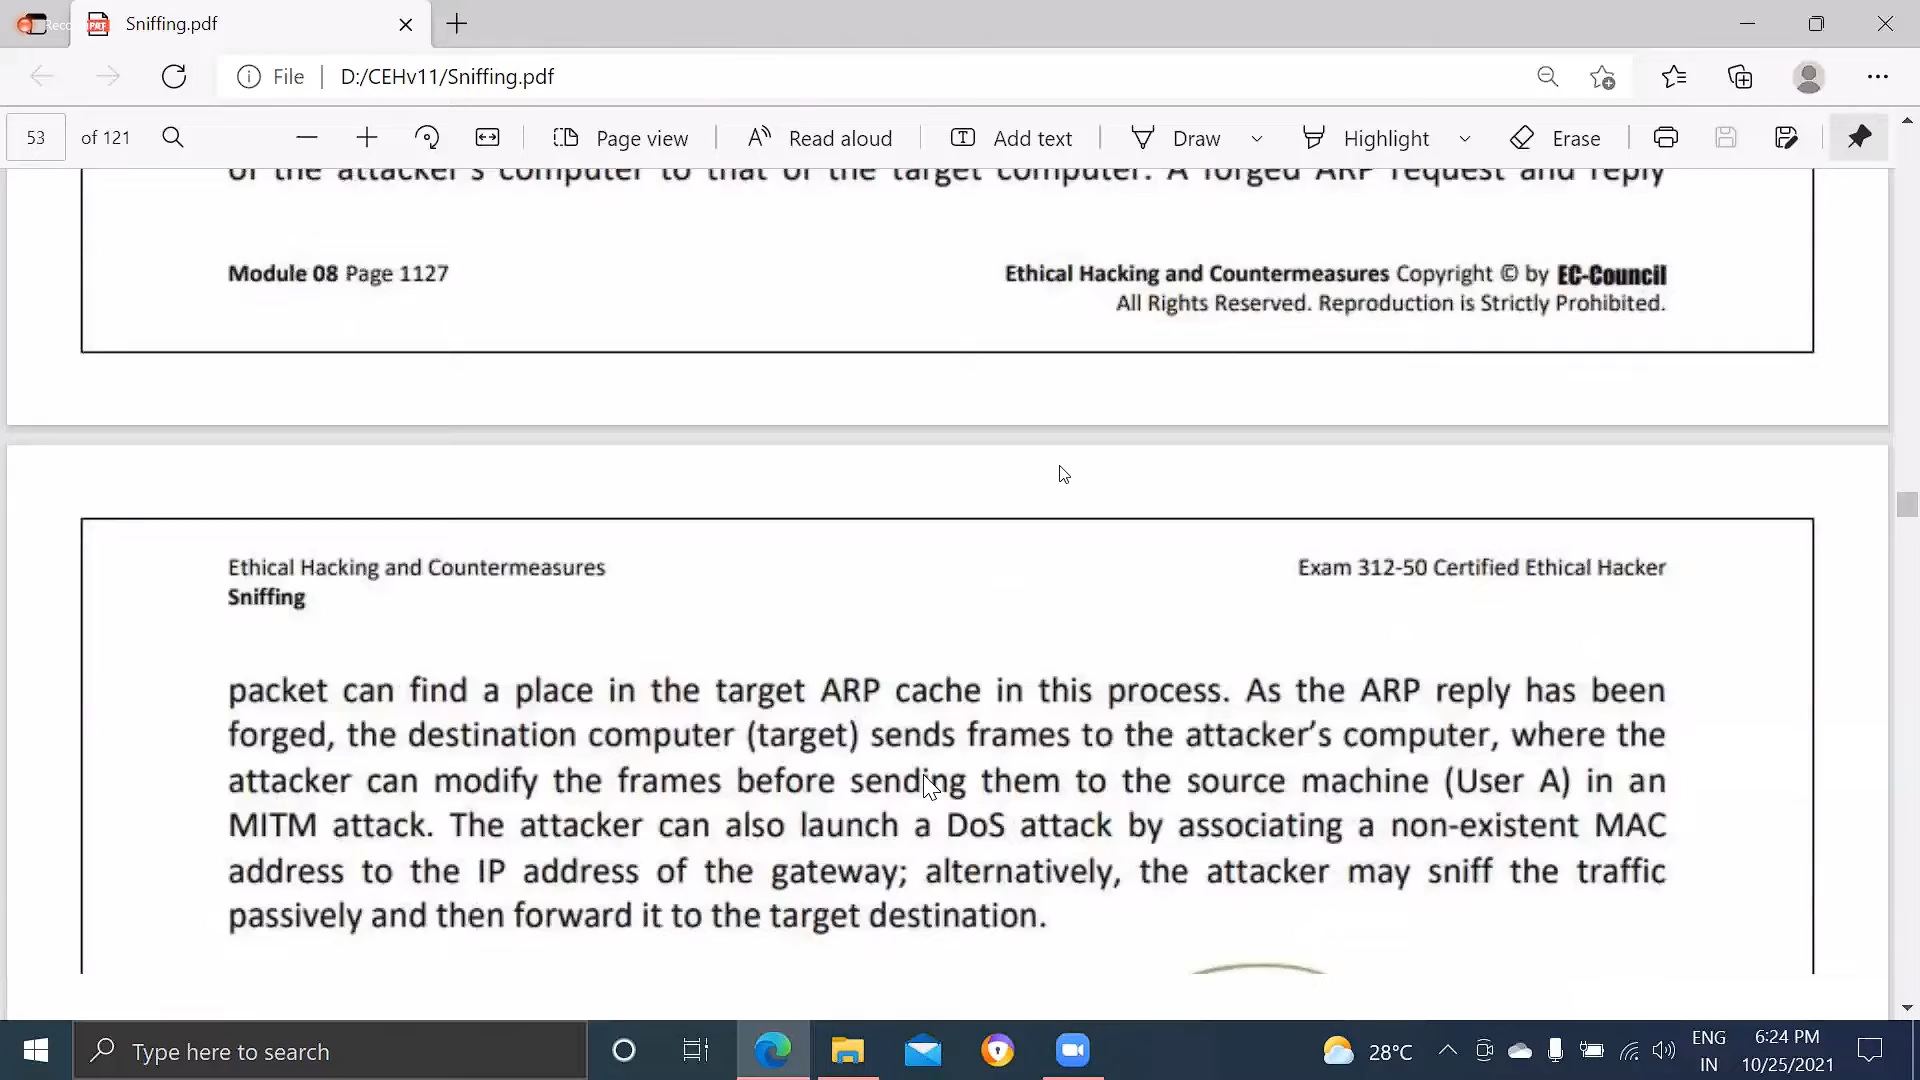 Reco
Sniffing.pdf
File D:/CEHv11/Sniffing.pdf
53 of 121 Page view Read aloud Add text Draw Highlight Erase
of the attacker's computer to that of the target computer. A forged ARP request and reply
Module 08 Page 1127
Ethical Hacking and Countermeasures Copyright © by EC-Council
All Rights Reserved. Reproduction is Strictly Prohibited.
Ethical Hacking and Countermeasures
Sniffing
Exam 312-50 Certified Ethical Hacker
packet can find a place in the target ARP cache in this process. As the ARP reply has been
forged, the destination computer (target) sends frames to the attacker’s computer, where the
attacker can modify the frames before sending them to the source machine (User A) in an
MITM attack. The attacker can also launch a DoS attack by associating a non-existent MAC
address to the IP address of the gateway; alternatively, the attacker may sniff the traffic
passively and then forward it to the target destination.
Type here to search
28°C
ENG
IN
6:24 PM
10/25/2021